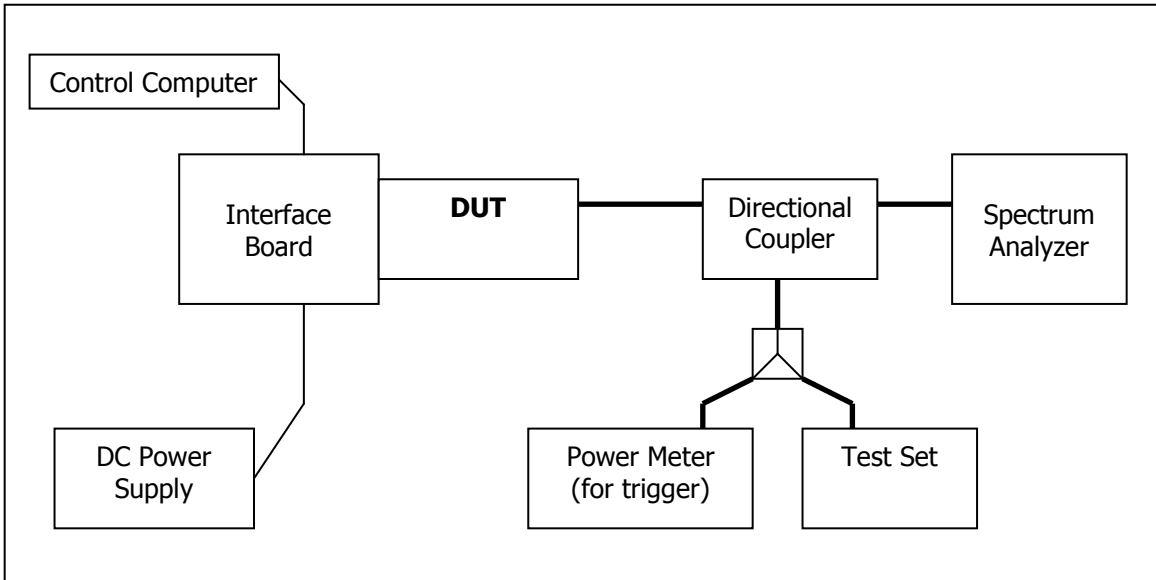 Control Computer
Interface
Board
DUT
Directional
Coupler
Spectrum
Analyzer
DC Power
Supply
Power Meter
(for trigger)
Test Set